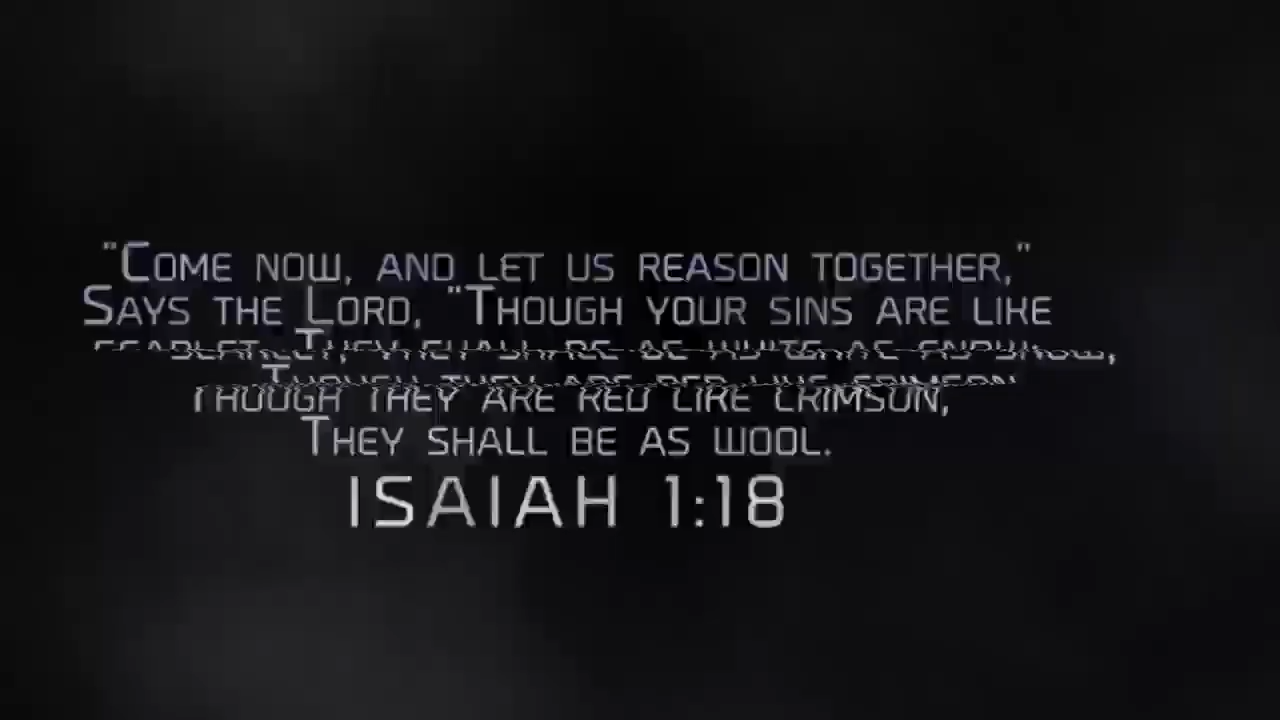 "Come now, and let us reason together,"
Says the Lord, "Though your sins are like
Though they are red like crimson,
They shall be as wool.
ISAIAH 1:18